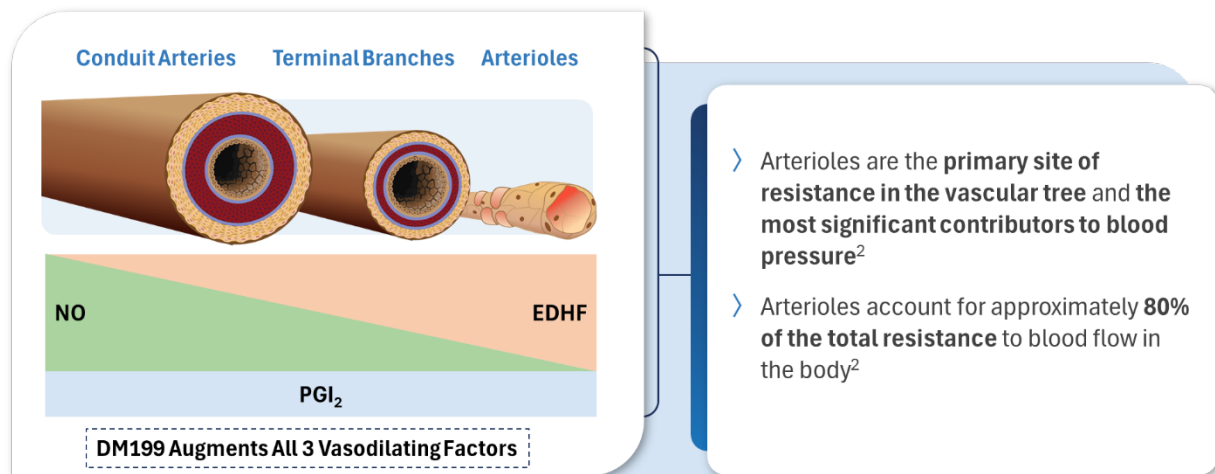 Conduit Arteries
Terminal Branches
Arterioles
NO
EDHF
PGI₂
DM199 Augments All 3 Vasodilating Factors
〉 Arterioles are the primary site of
resistance in the vascular tree and the
most significant contributors to blood
pressure²
〉 Arterioles account for approximately 80%
of the total resistance to blood flow in
the body²